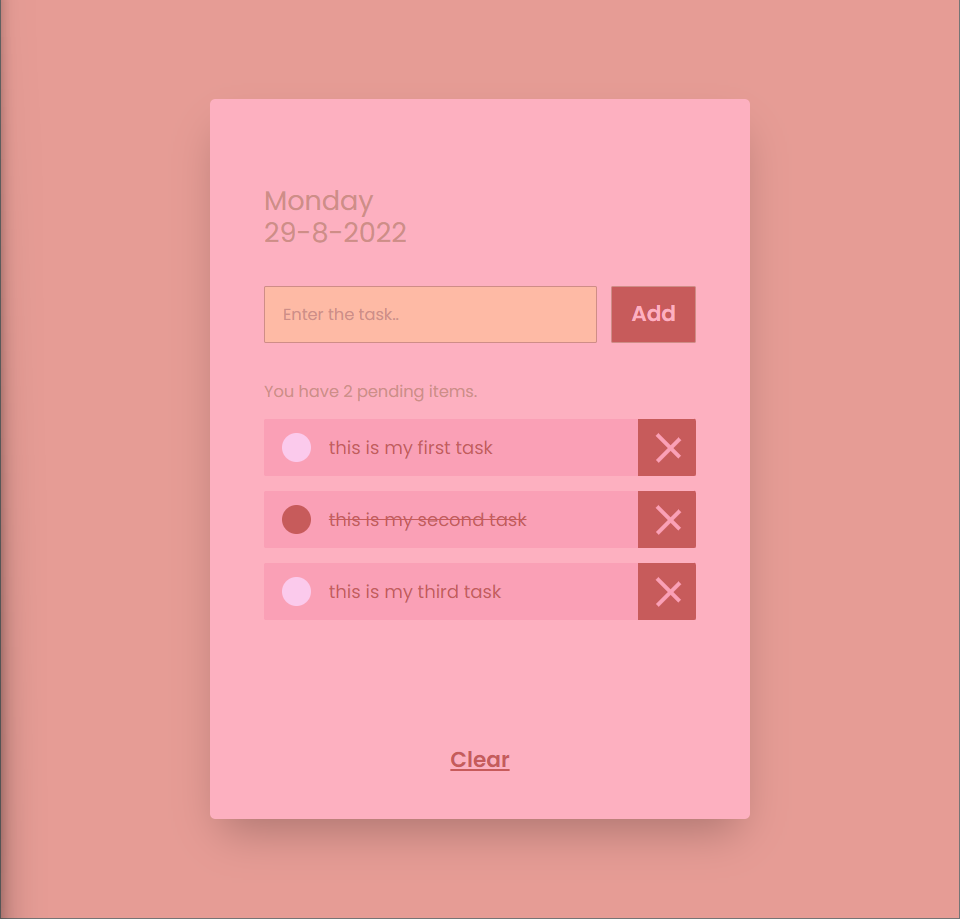 Monday
29-8-2022
Enter the task..
Add
You have 2 pending items.
this is my first task
this is my second task
this is my third task
Clear